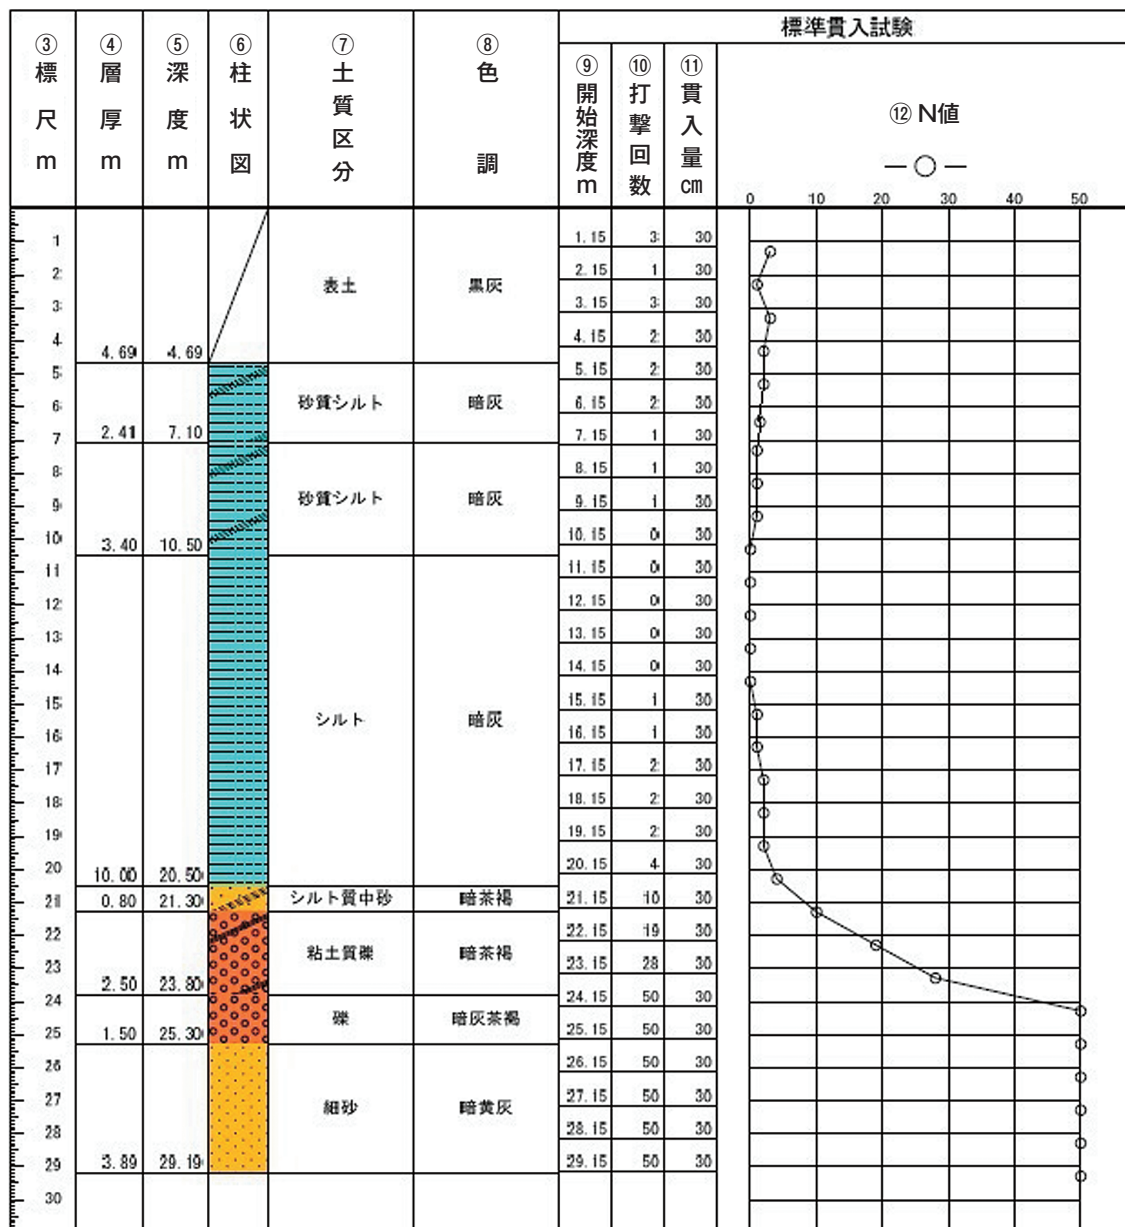 標準貫入試験
③ 標尺 m
④ 層厚 m
⑤ 深度 m
⑥ 柱状図
⑦ 土質区分
⑧ 色調
⑨ 開始深度 m
⑩ 打撃回数
⑪ 貫入量 cm
⑫ N値
0 10 20 30 40 50
1 1.15 3 30
2 2.15 1 30
表土 黒灰
3 3.15 3 30
4 4.15 2 30
4.69 4.69
5 5.15 2 30
砂質シルト 暗灰
6 6.15 2 30
2.41 7.10
7 7.15 1 30
8 8.15 1 30
砂質シルト 暗灰
9 9.15 1 30
10 10.15 0 30
3.40 10.50
11 11.15 0 30
12 12.15 0 30
13 13.15 0 30
14 14.15 0 30
15 15.15 1 30
シルト 暗灰
16 16.15 1 30
17 17.15 2 30
18 18.15 2 30
19 19.15 2 30
20 20.15 4 30
10.00 20.50
21 0.80 21.30 シルト質中砂 暗茶褐 21.15 10 30
22 22.15 19 30
粘土質礫 暗茶褐
23 23.15 28 30
2.50 23.80
24 24.15 50 30
礫 暗灰茶褐
25 1.50 25.30 25.15 50 30
26 26.15 50 30
27 27.15 50 30
細砂 暗黄灰
28 28.15 50 30
29 3.89 29.19 29.15 50 30
30